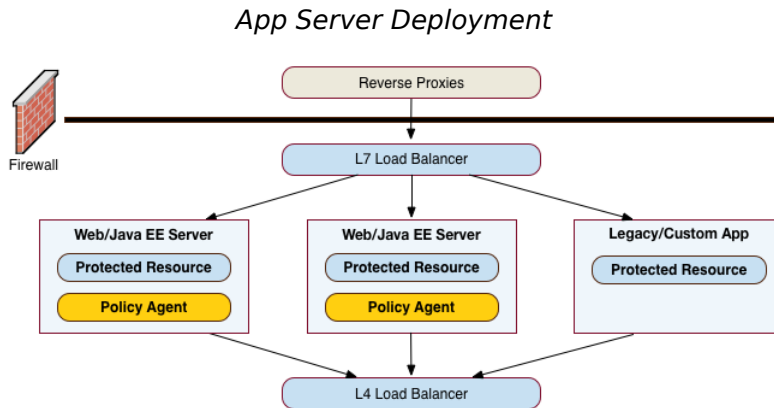 App Server Deployment
Reverse Proxies
Firewall
L7 Load Balancer
Web/Java EE Server
Protected Resource
Policy Agent
Web/Java EE Server
Protected Resource
Policy Agent
Legacy/Custom App
Protected Resource
L4 Load Balancer